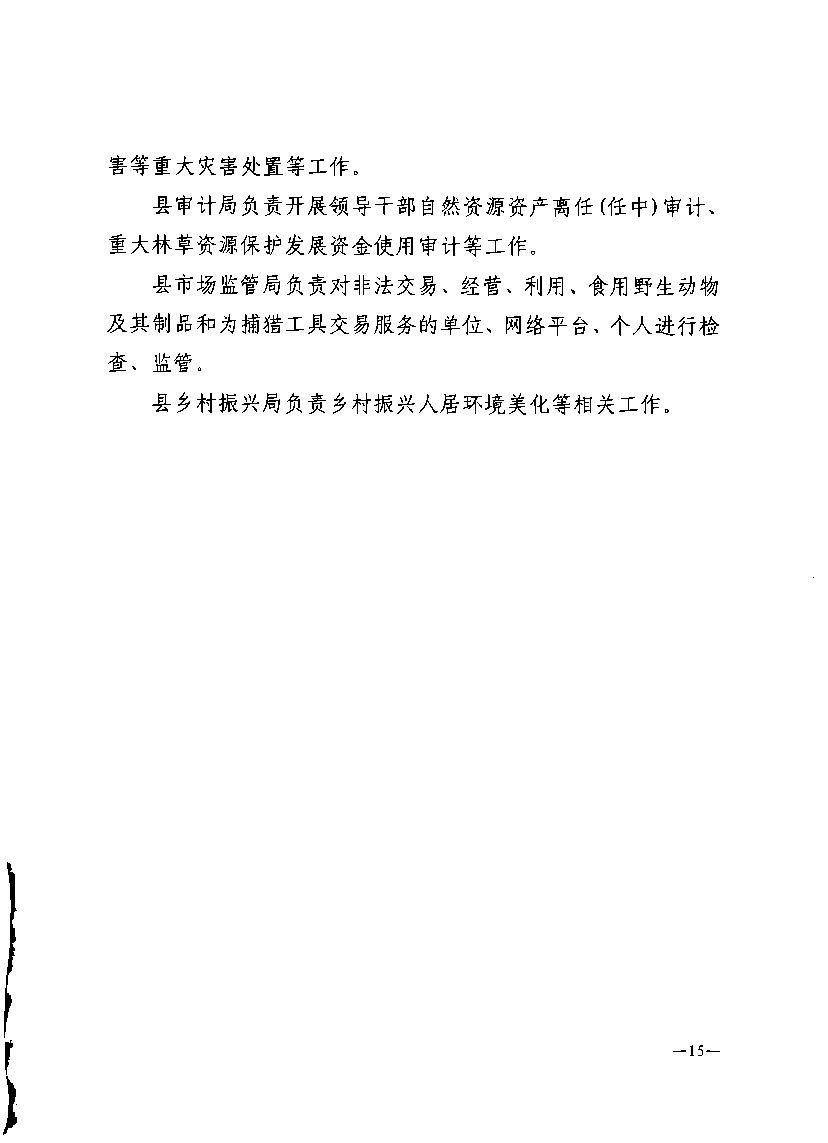 害等重大灾害处置等工作。
县审计局负责开展领导干部自然资源资产离任(任中)审计、
重大林草资源保护发展资金使用审计等工作。
县市场监管局负责对非法交易、经营、利用、食用野生动物
及其制品和为捕猎工具交易服务的单位、网络平台、个人进行检
查、监管。
县乡村振兴局负责乡村振兴人居环境美化等相关工作。
—15—